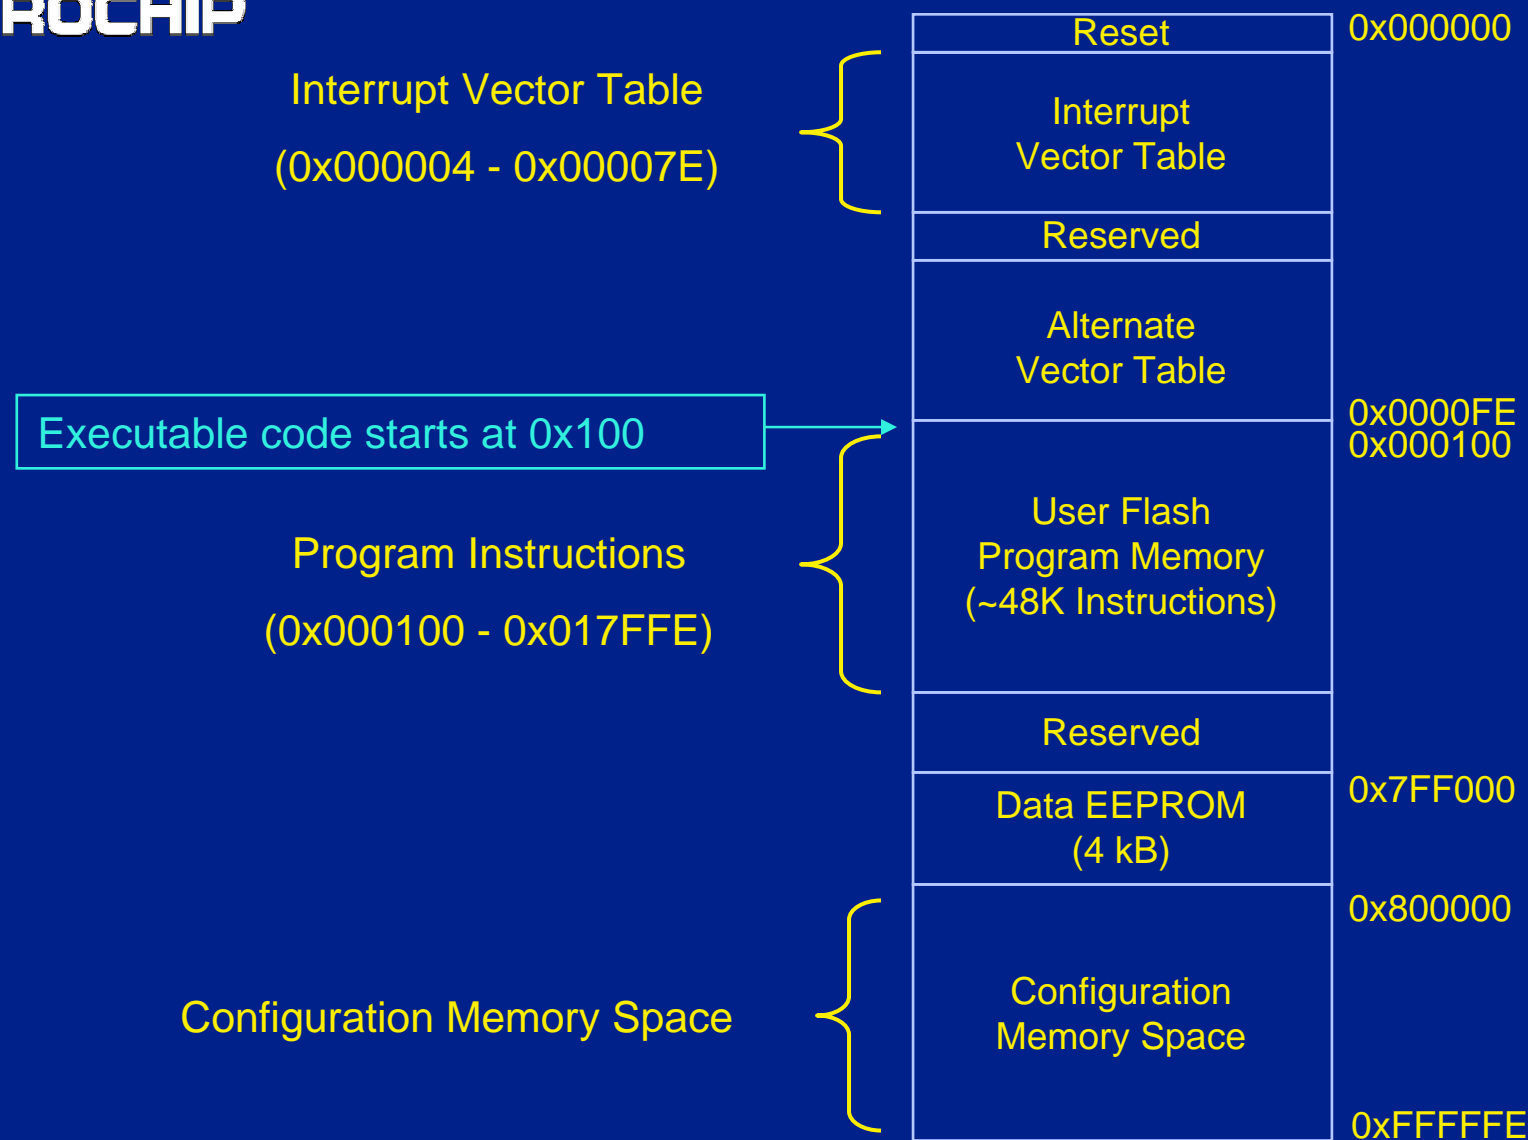 ROCHIP
Reset
0x000000
Interrupt Vector Table
(0x000004 - 0x00007E)
Interrupt
Vector Table
Reserved
Alternate
Vector Table
0x0000FE
0x000100
Executable code starts at 0x100
User Flash
Program Memory
(~48K Instructions)
Program Instructions
(0x000100 - 0x017FFE)
Reserved
0x7FF000
Data EEPROM
(4 kB)
0x800000
Configuration
Memory Space
Configuration Memory Space
0xFFFFFE